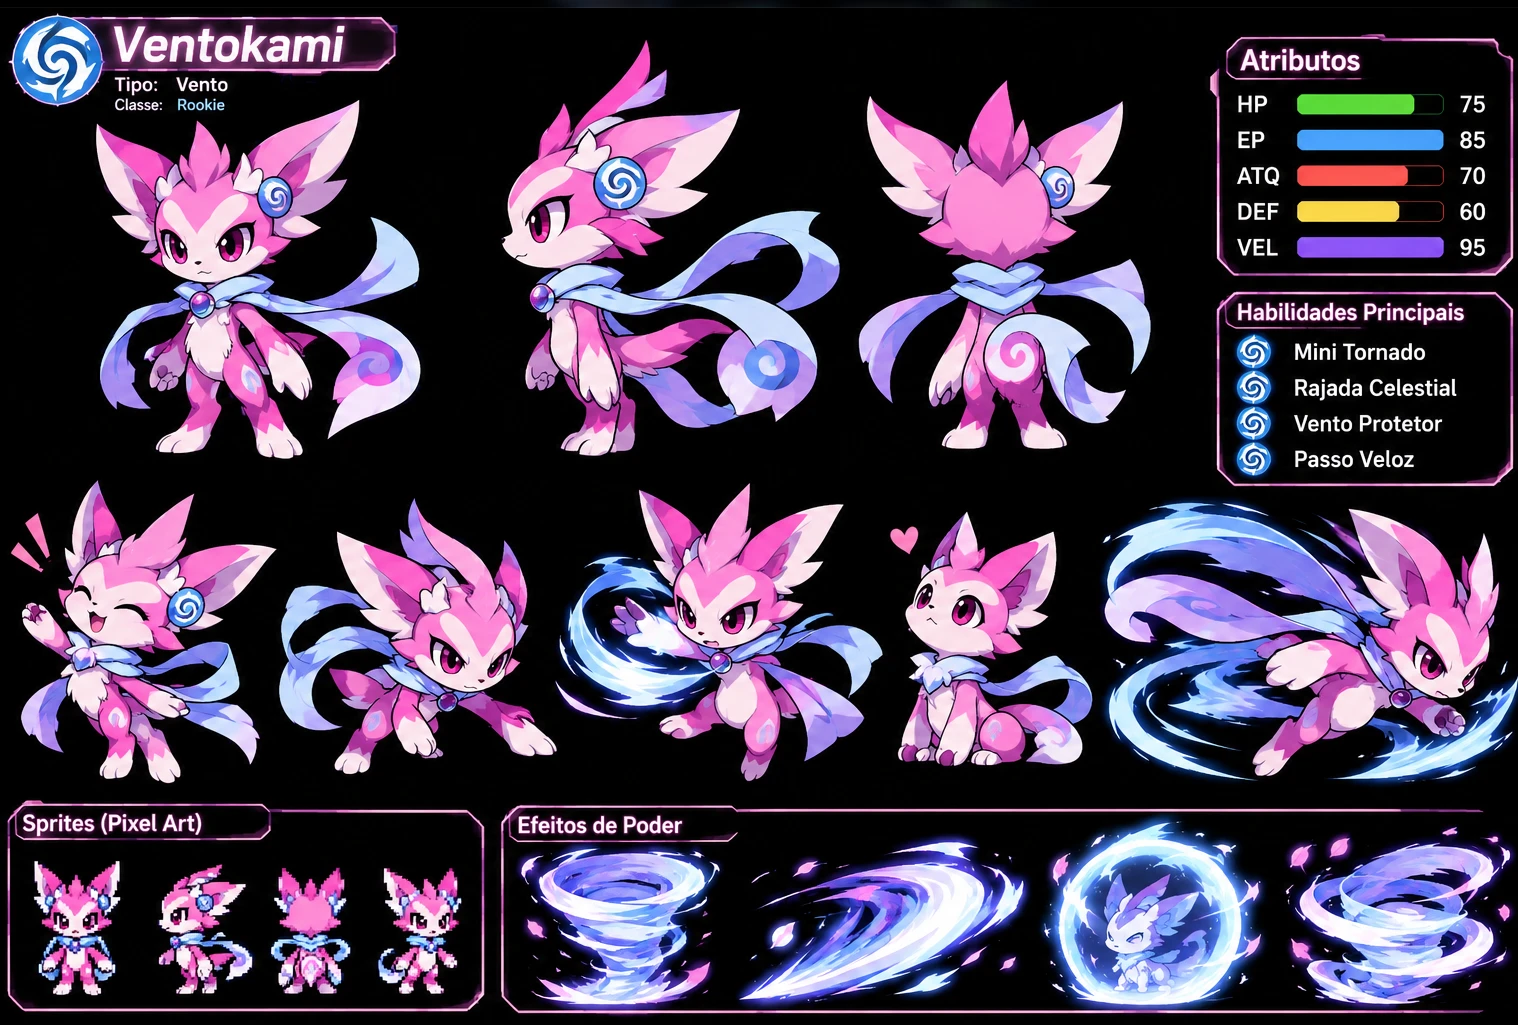 Ventokami
Tipo: Vento
Classe: Rookie
Atributos
HP 75
EP 85
ATQ 70
DEF 60
VEL 95
Habilidades Principais
Mini Tornado
Rajada Celestial
Vento Protetor
Passo Veloz
Sprites (Pixel Art)
Efeitos de Poder